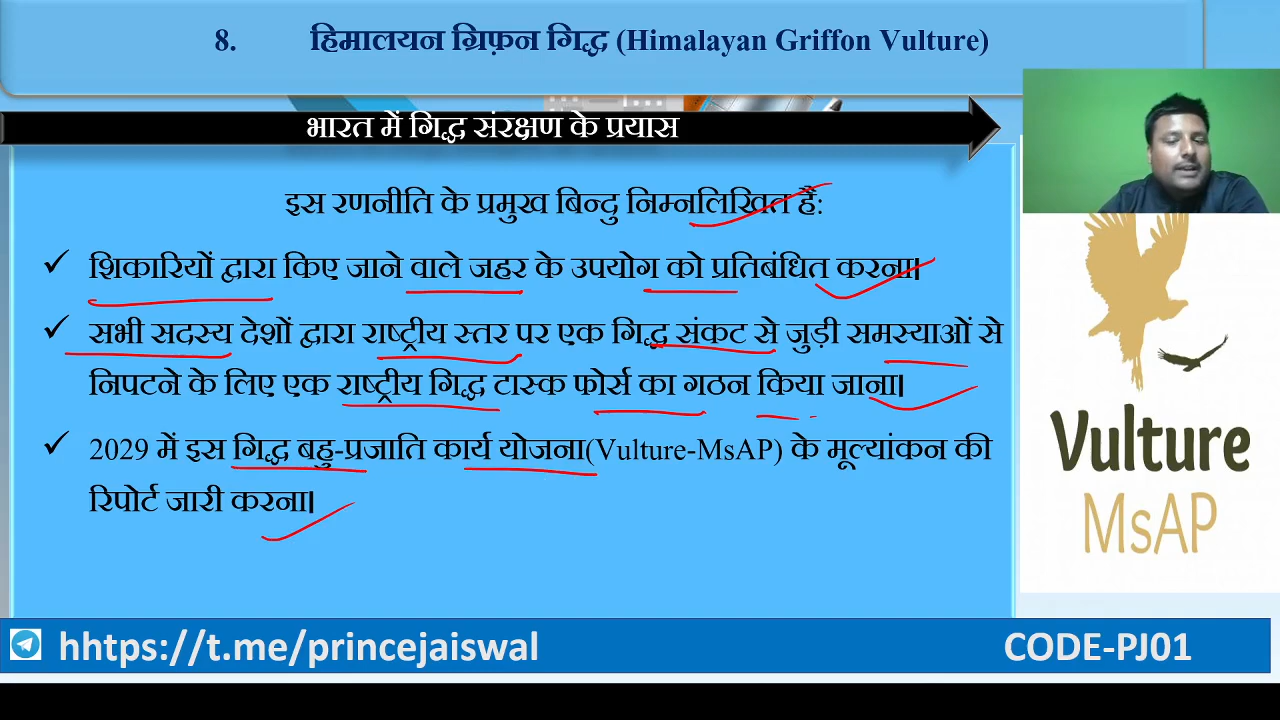 8. हिमालयन ग्रिफ़न गिद्ध (Himalayan Griffon Vulture)
भारत में गिद्ध संरक्षण के प्रयास
इस रणनीति के प्रमुख बिन्दु निम्नलिखित हैं:
✓ शिकारियों द्वारा किए जाने वाले जहर के उपयोग को प्रतिबंधित करना।
✓ सभी सदस्य देशों द्वारा राष्ट्रीय स्तर पर एक गिद्ध संकट से जुड़ी समस्याओं से
निपटने के लिए एक राष्ट्रीय गिद्ध टास्क फोर्स का गठन किया जाना।
✓ 2029 में इस गिद्ध बहु-प्रजाति कार्य योजना(Vulture-MsAP) के मूल्यांकन की
रिपोर्ट जारी करना।
Vulture
MsAP
hhtps://t.me/princejaiswal
CODE-PJ01